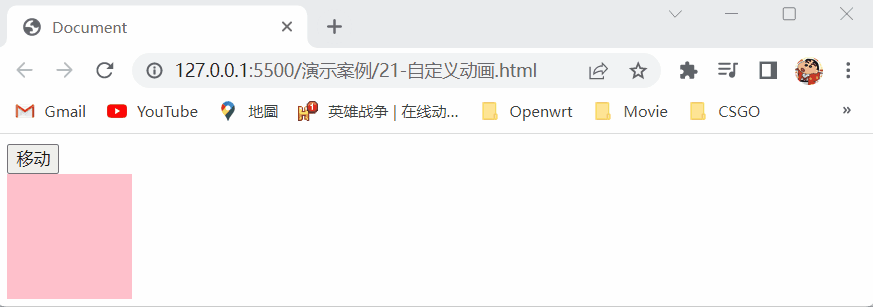 Document
127.0.0.1:5500/演示案例/21-自定义动画.html
Gmail YouTube 地圖 英雄战争 | 在线动... Openwrt Movie CSGO »
移动